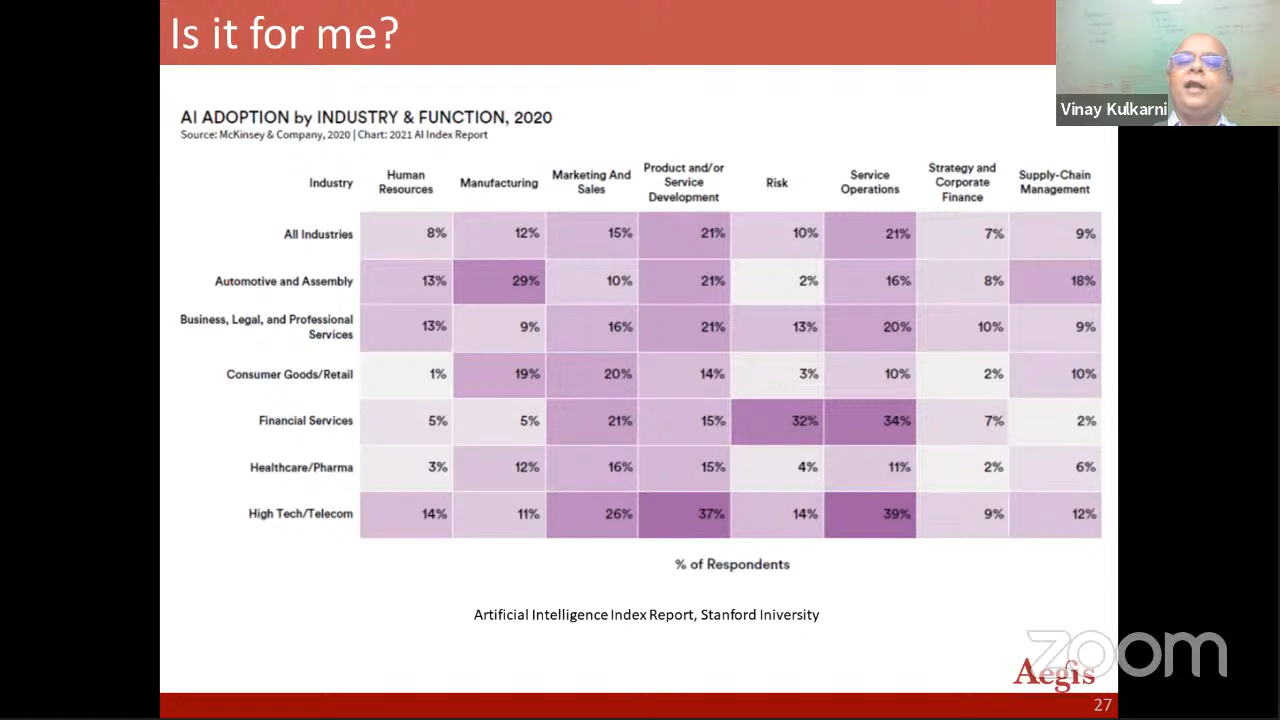 Is it for me?
Vinay Kulkarni
AI ADOPTION by INDUSTRY & FUNCTION, 2020
Source: McKinsey & Company, 2020 | Chart: 2021 AI Index Report
Industry Human Resources Manufacturing Marketing And Sales Product and/or Service Development Risk Service Operations Strategy and Corporate Finance Supply-Chain Management
All Industries 8% 12% 15% 21% 10% 21% 7% 9%
Automotive and Assembly 13% 29% 10% 21% 2% 16% 8% 18%
Business, Legal, and Professional Services 13% 9% 16% 21% 13% 20% 10% 9%
Consumer Goods/Retail 1% 19% 20% 14% 3% 10% 2% 10%
Financial Services 5% 5% 21% 15% 32% 34% 7% 2%
Healthcare/Pharma 3% 12% 16% 15% 4% 11% 2% 6%
High Tech/Telecom 14% 11% 26% 37% 14% 39% 9% 12%
% of Respondents
Artificial Intelligence Index Report, Stanford Iniversity
zoom
Aegis
27